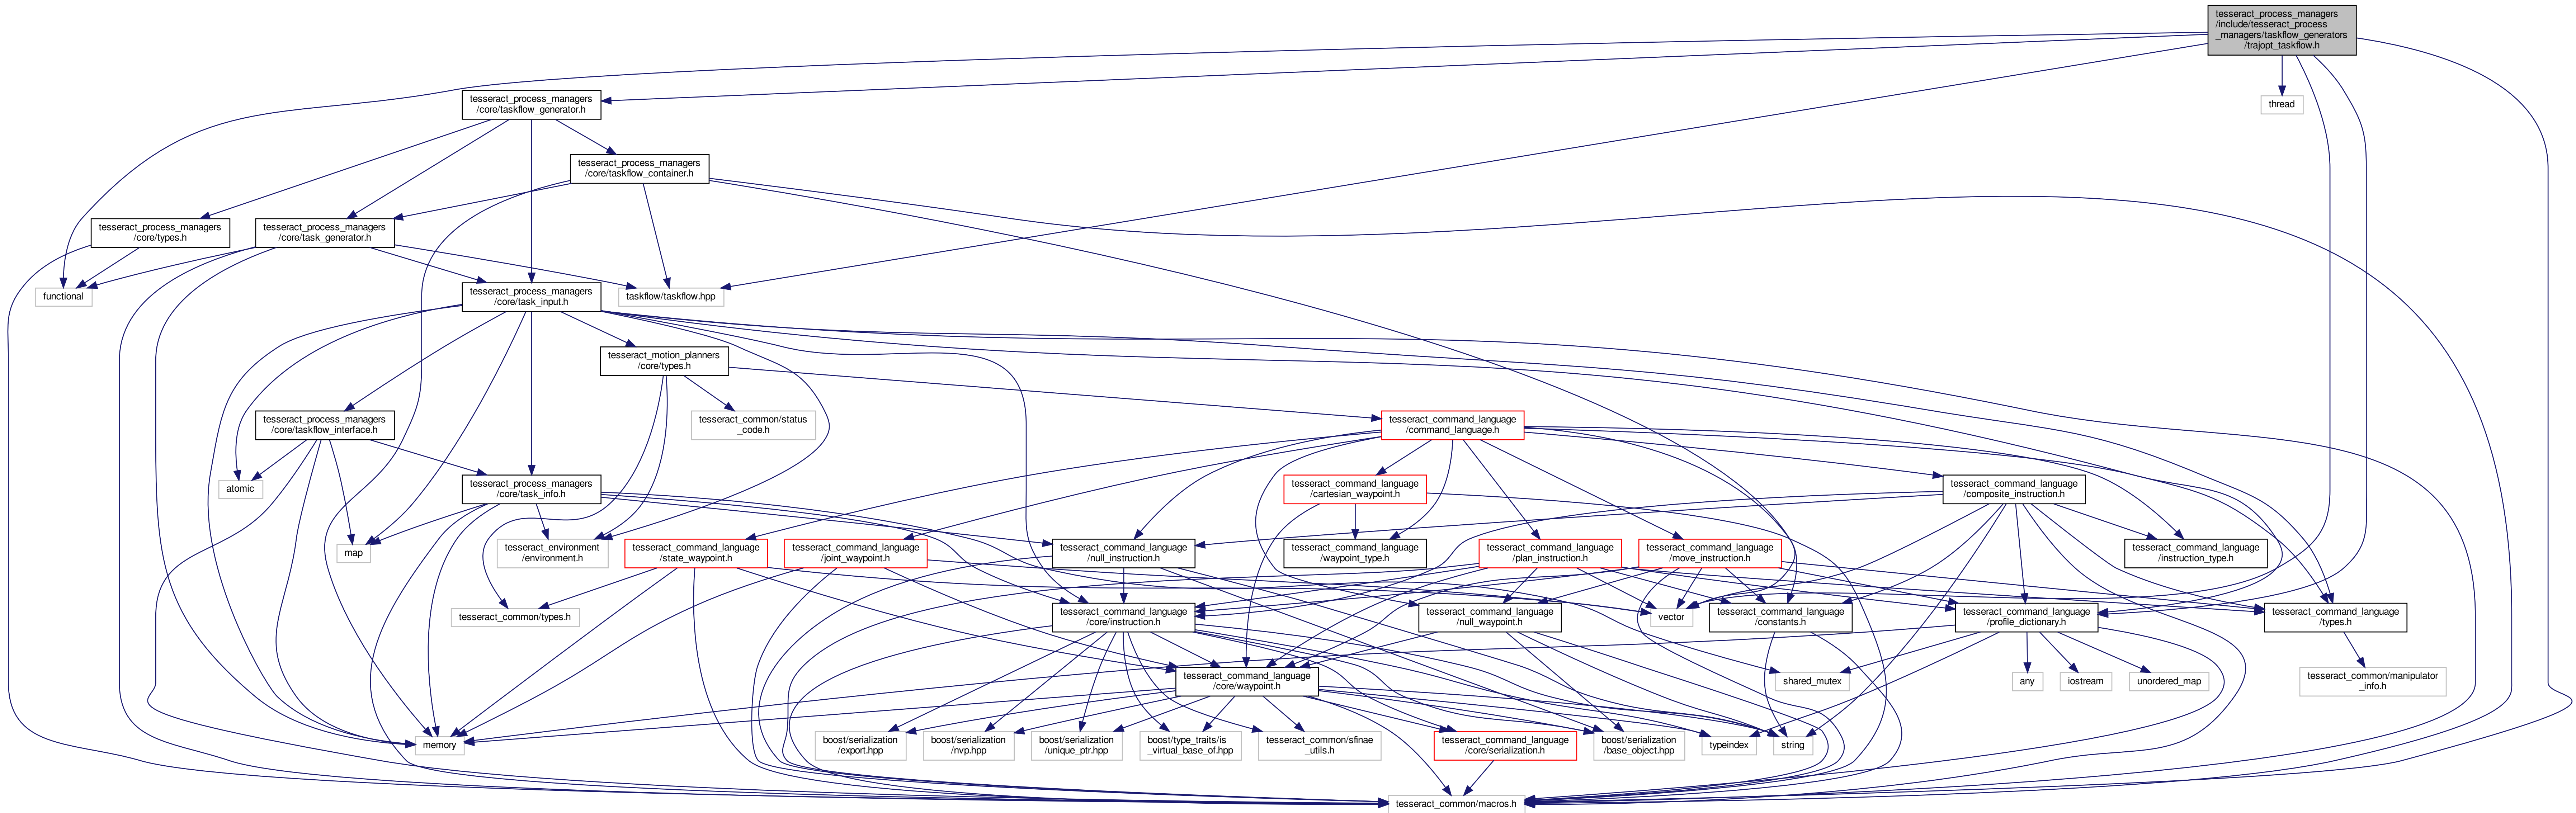 tesseract_process_managers
/include/tesseract_process
_managers/taskflow_generators
/trajopt_taskflow.h
tesseract_process_managers
/core/taskflow_generator.h
thread
tesseract_process_managers
/core/taskflow_container.h
tesseract_process_managers
/core/types.h
tesseract_process_managers
/core/task_generator.h
functional
tesseract_process_managers
/core/task_input.h
taskflow/taskflow.hpp
tesseract_motion_planners
/core/types.h
tesseract_process_managers
/core/taskflow_interface.h
tesseract_common/status
_code.h
tesseract_command_language
/command_language.h
atomic
tesseract_process_managers
/core/task_info.h
tesseract_command_language
/cartesian_waypoint.h
tesseract_command_language
/composite_instruction.h
map
tesseract_environment
/environment.h
tesseract_command_language
/state_waypoint.h
tesseract_command_language
/joint_waypoint.h
tesseract_command_language
/null_instruction.h
tesseract_command_language
/waypoint_type.h
tesseract_command_language
/plan_instruction.h
tesseract_command_language
/move_instruction.h
tesseract_command_language
/instruction_type.h
tesseract_common/types.h
tesseract_command_language
/core/instruction.h
tesseract_command_language
/null_waypoint.h
vector
tesseract_command_language
/constants.h
tesseract_command_language
/profile_dictionary.h
tesseract_command_language
/types.h
tesseract_command_language
/core/waypoint.h
shared_mutex
any
iostream
unordered_map
tesseract_common/manipulator
_info.h
memory
boost/serialization
/export.hpp
boost/serialization
/nvp.hpp
boost/serialization
/unique_ptr.hpp
boost/type_traits/is
_virtual_base_of.hpp
tesseract_common/sfinae
_utils.h
tesseract_command_language
/core/serialization.h
boost/serialization
/base_object.hpp
typeindex
string
tesseract_common/macros.h